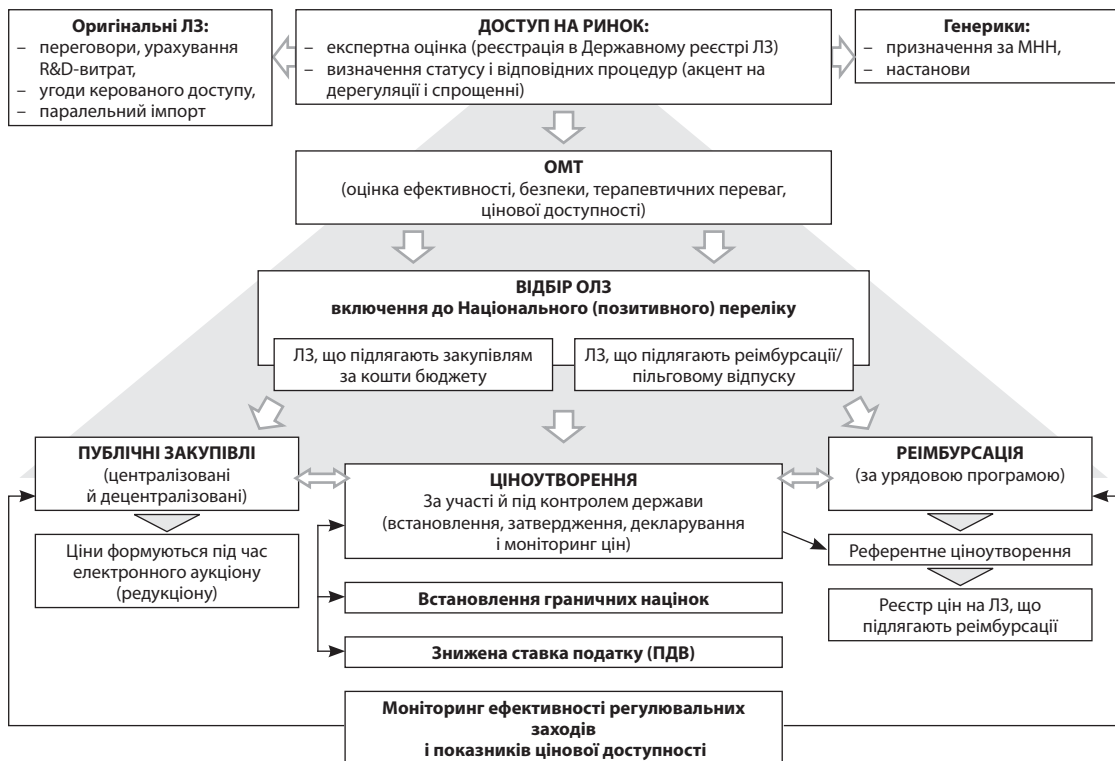 Оригінальні ЛЗ:
– переговори, урахування
R&D-витрат,
– угоди керованого доступу,
– паралельний імпорт
ДОСТУП НА РИНОК:
– експертна оцінка (реєстрація в Державному реєстрі ЛЗ)
– визначення статусу і відповідних процедур (акцент на
дерегуляції і спрощенні)
Генерики:
– призначення за МНН,
– настанови
ОМТ
(оцінка ефективності, безпеки, терапевтичних переваг,
цінової доступності)
ВІДБІР ОЛЗ
включення до Національного (позитивного) переліку
ЛЗ, що підлягають закупівлям
за кошти бюджету
ЛЗ, що підлягають реімбурсації/
пільговому відпуску
ПУБЛІЧНІ ЗАКУПІВЛІ
(централізовані
й децентралізовані)
Ціни формуються під час
електронного аукціону
(редукціону)
ЦІНОУТВОРЕННЯ
За участі й під контролем держави
(встановлення, затвердження, декларування
і моніторинг цін)
РЕІМБУРСАЦІЯ
(за урядовою програмою)
Референтне ціноутворення
Реєстр цін на ЛЗ, що
підлягають реімбурсації
Встановлення граничних націнок
Знижена ставка податку (ПДВ)
Моніторинг ефективності регулювальних
заходів
і показників цінової доступності